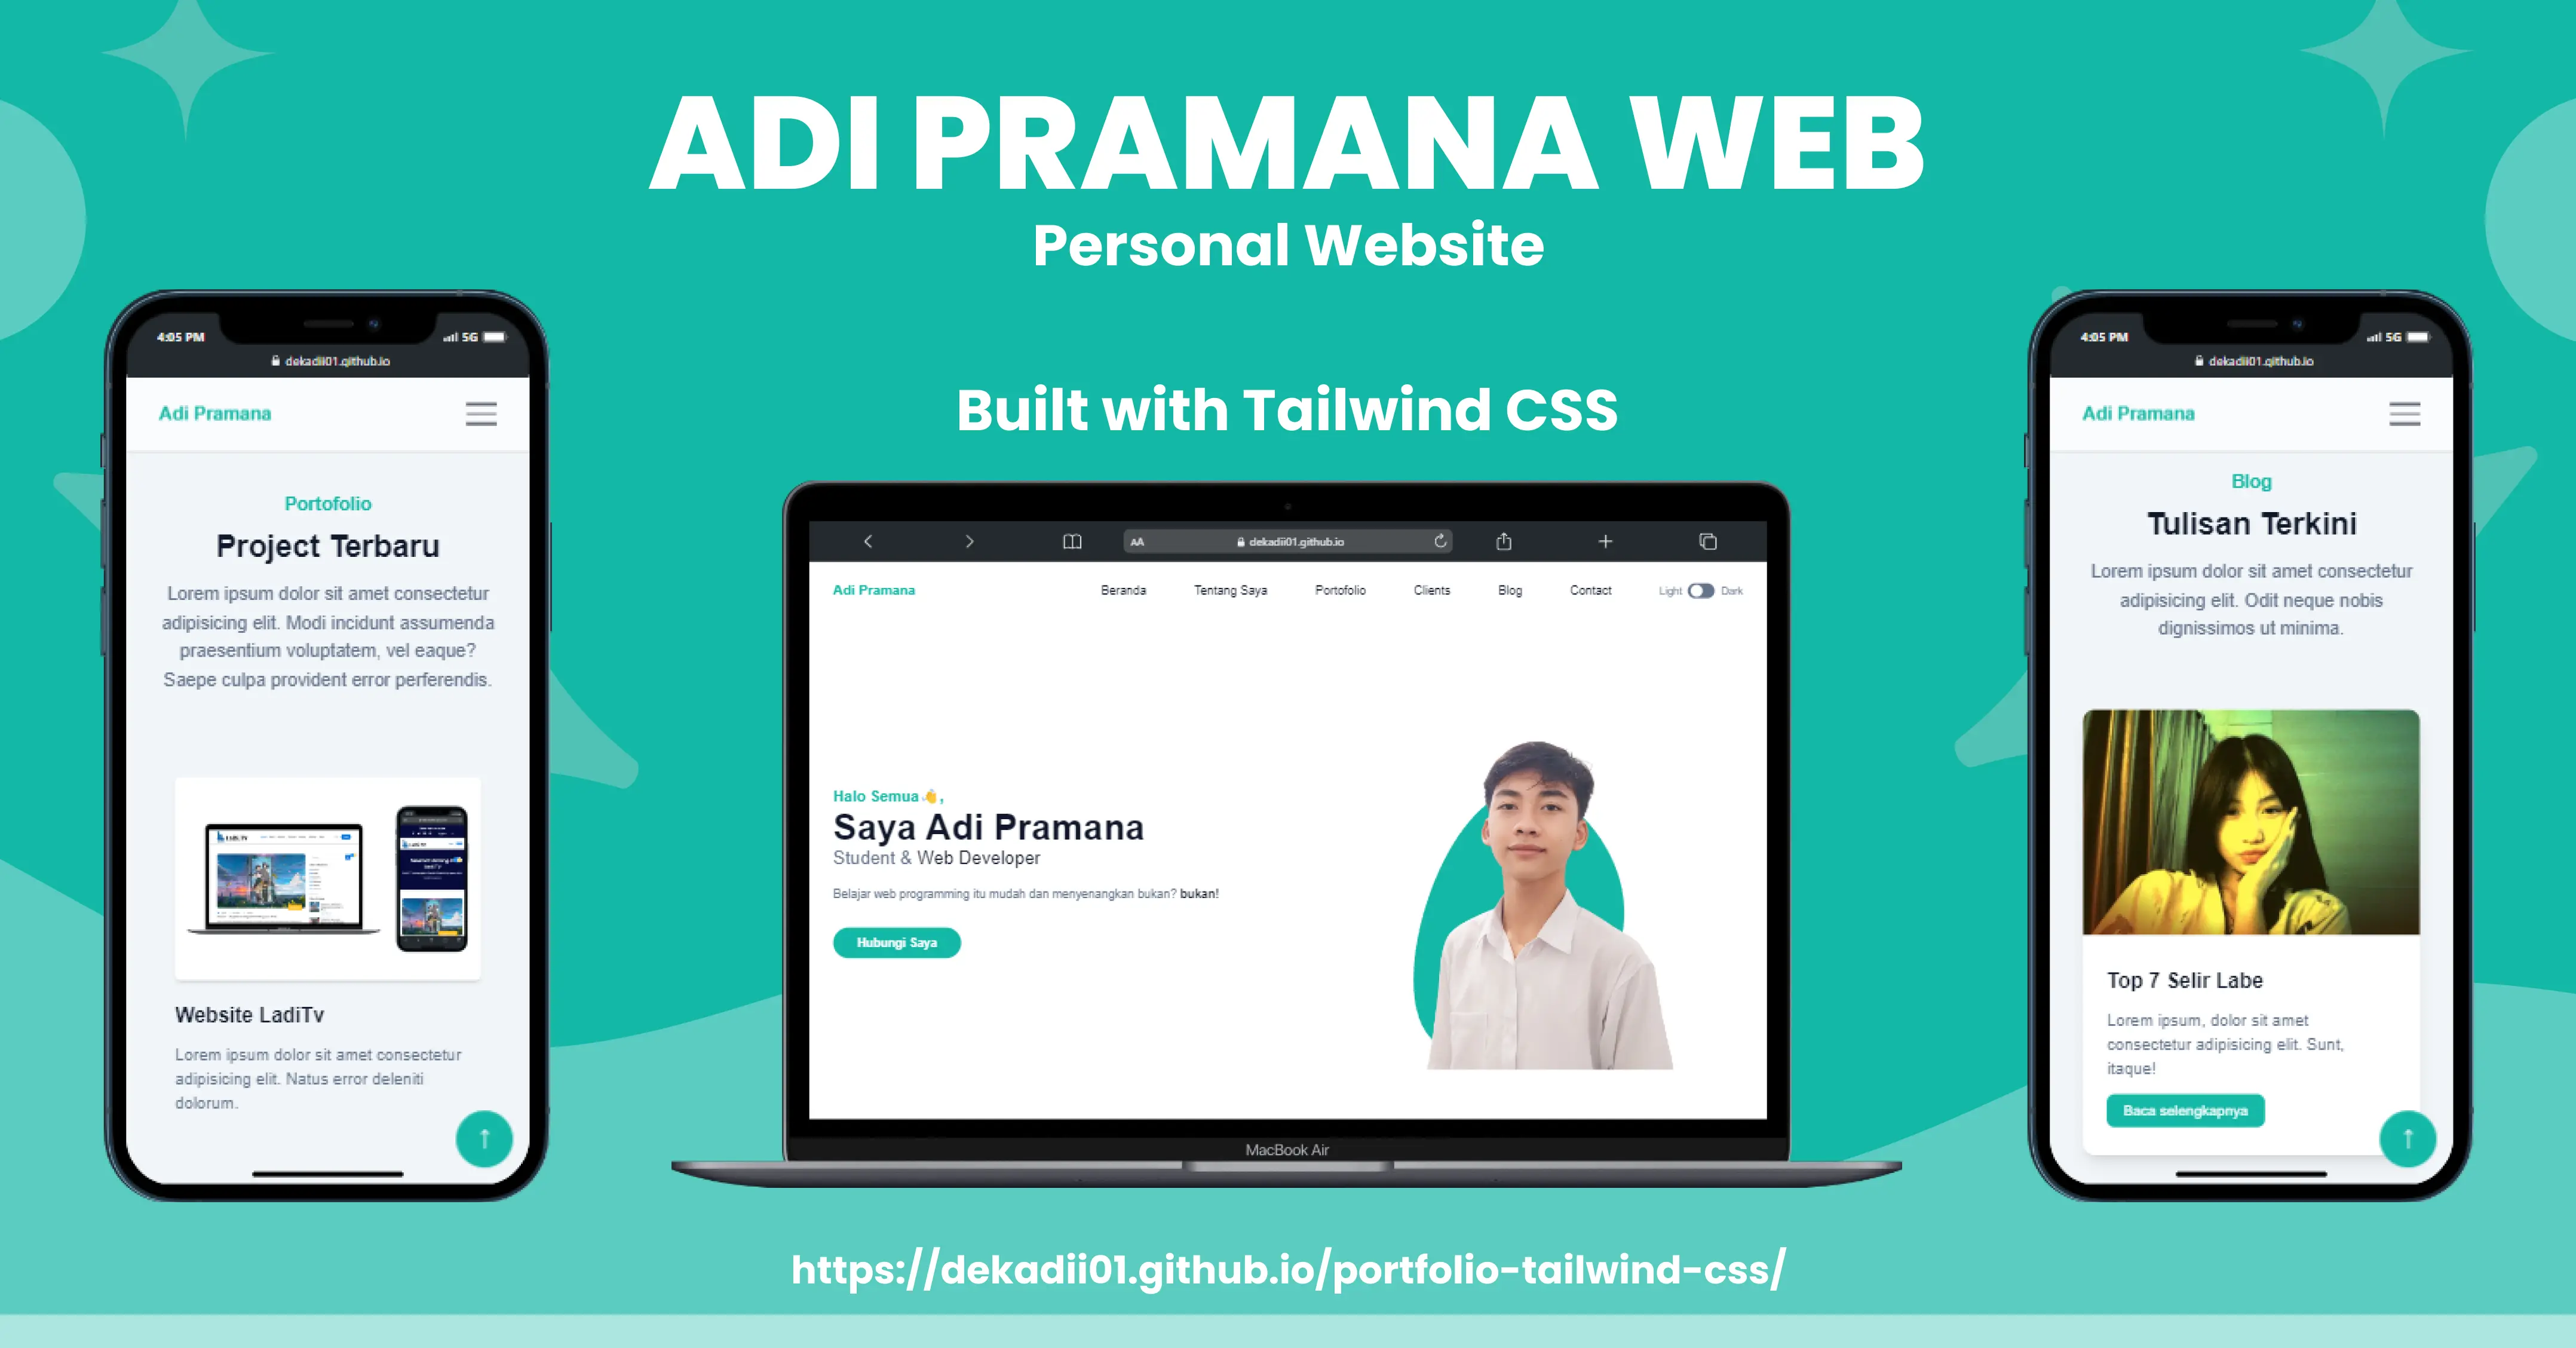 ADI PRAMANA WEB
Personal Website
Built with Tailwind CSS
4:05 PM
5G
dekadii01.github.io
Adi Pramana
Portofolio
Project Terbaru
Lorem ipsum dolor sit amet consectetur
adipisicing elit. Modi incidunt assumenda
praesentium voluptatem, vel eaque?
Saepe culpa provident error perferendis.
Website LadiTv
Lorem ipsum dolor sit amet consectetur
adipisicing elit. Natus error deleniti
dolorum.
↑
AA
dekadii01.github.io
Adi Pramana Beranda Tentang Saya Portofolio Clients Blog Contact Light Dark
Halo Semua👋,
Saya Adi Pramana
Student & Web Developer
Belajar web programming itu mudah dan menyenangkan bukan? bukan!
Hubungi Saya
MacBook Air
4:05 PM
5G
dekadii01.github.io
Adi Pramana
Blog
Tulisan Terkini
Lorem ipsum dolor sit amet consectetur
adipisicing elit. Odit neque nobis
dignissimos ut minima.
Top 7 Selir Labe
Lorem ipsum, dolor sit amet
consectetur adipisicing elit. Sunt,
itaque!
Baca selengkapnya
↑
https://dekadii01.github.io/portfolio-tailwind-css/